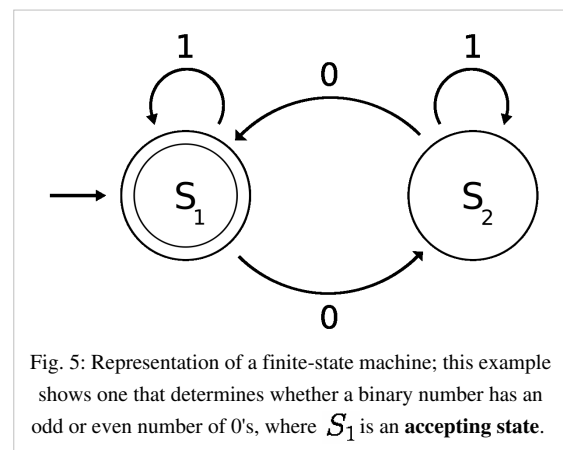 1 1
0
S1 S2
0
Fig. 5: Representation of a finite-state machine; this example
shows one that determines whether a binary number has an
odd or even number of 0's, where S1 is an accepting state.